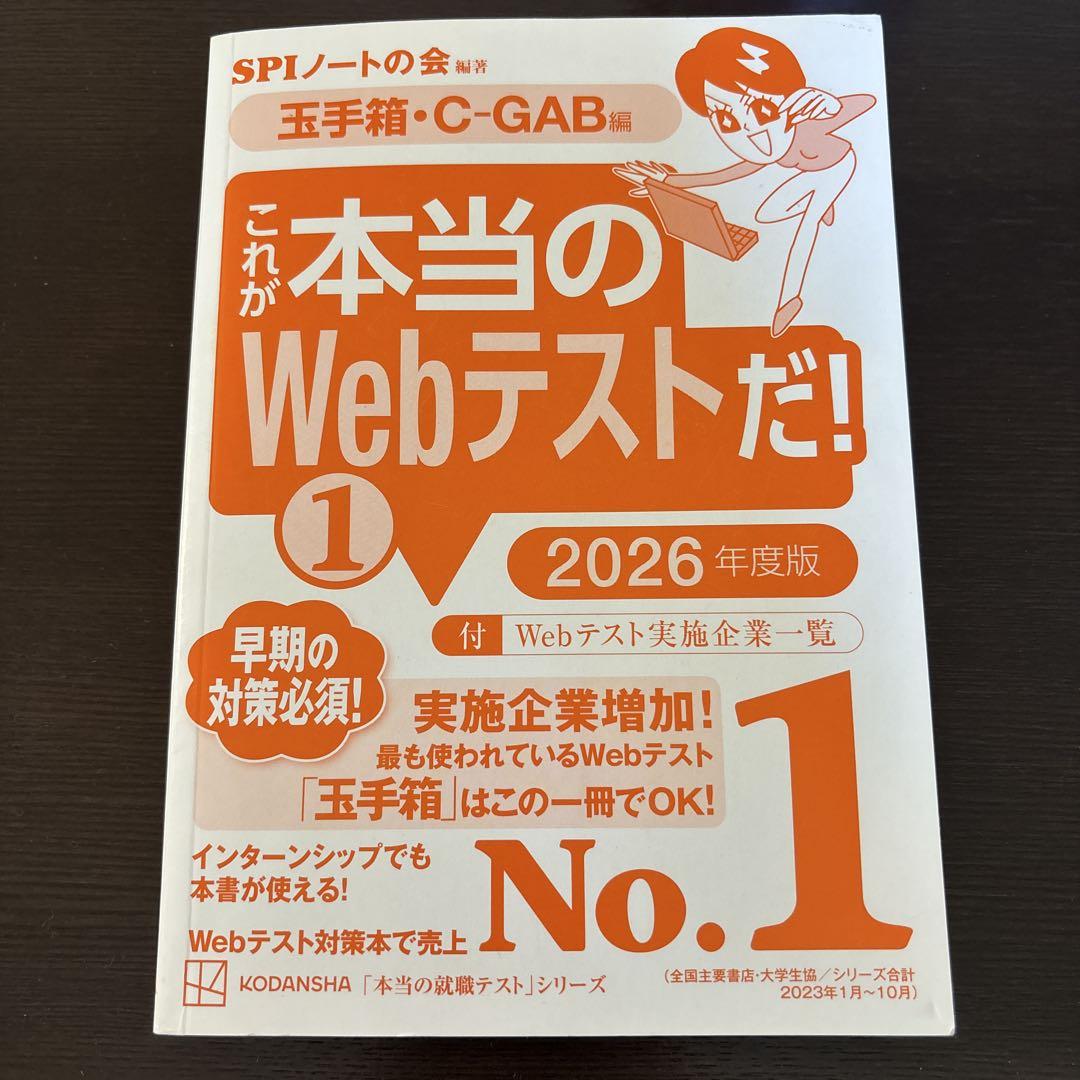 SPIノートの会 編著
玉手箱・C-GAB編
これが
本当の
Webテストだ!
1
2026年度版
付 Webテスト実施企業一覧
早期の
対策必須!
実施企業増加!
最も使われているWebテスト
「玉手箱」はこの一冊でOK!
インターンシップでも
本書が使える!
Webテスト対策本で売上
No.1
KODANSHA「本当の就職テスト」シリーズ
(全国主要書店・大学生協/シリーズ合計
2023年1月~10月)